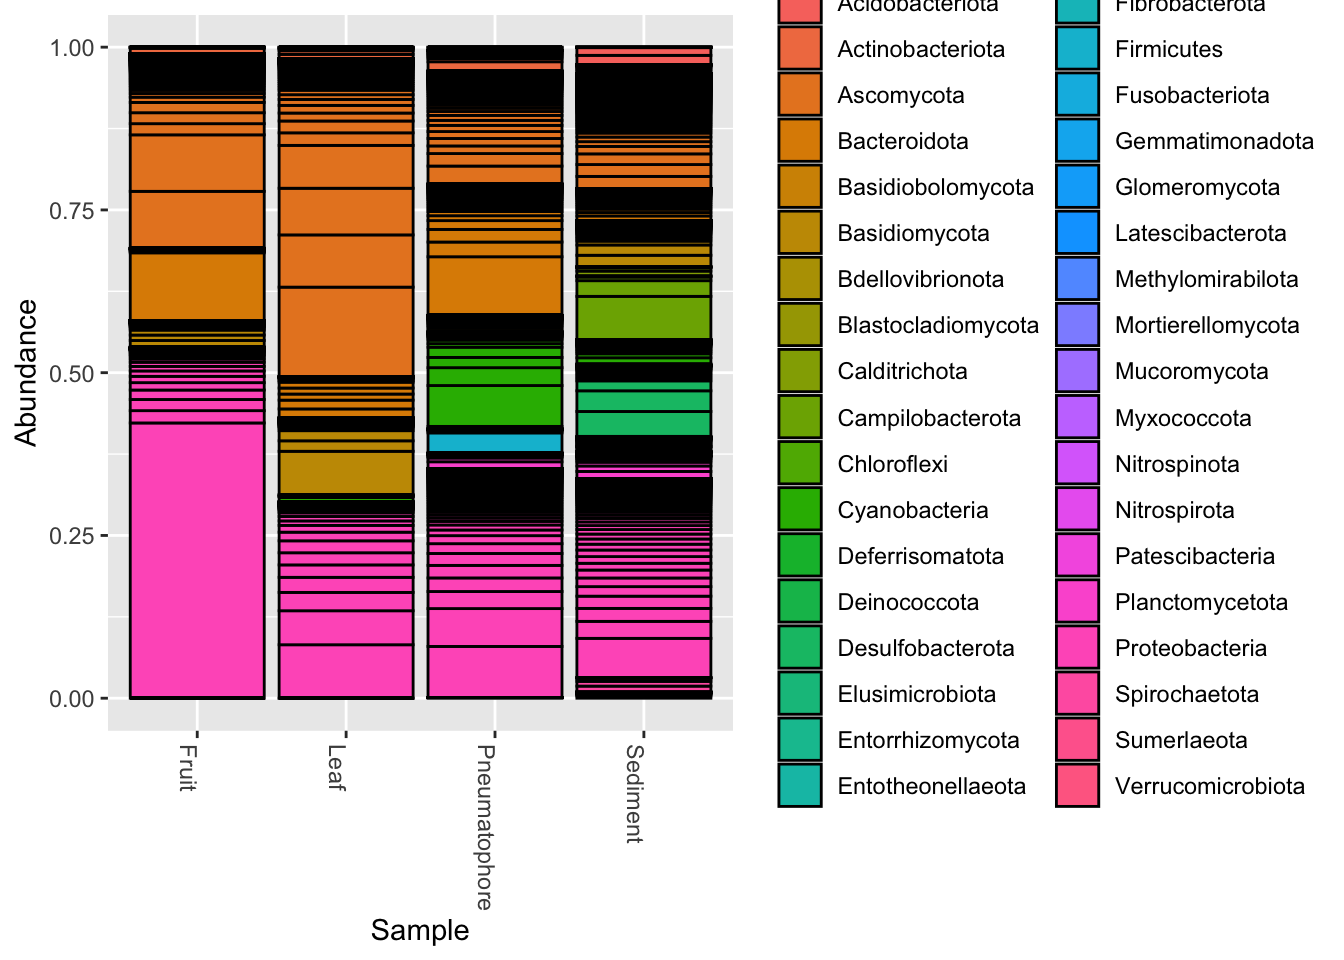 Abundance
1.00
0.75
0.50
0.25
0.00
Fruit
Leaf
Pneumatophore
Sediment
Sample
Acidobacteriota
Actinobacteriota
Ascomycota
Bacteroidota
Basidiobolomycota
Basidiomycota
Bdellovibrionota
Blastocladiomycota
Calditrichota
Campilobacterota
Chloroflexi
Cyanobacteria
Deferrisomatota
Deinococcota
Desulfobacterota
Elusimicrobiota
Entorrhizomycota
Entotheonellaeota
Fibrobacterota
Firmicutes
Fusobacteriota
Gemmatimonadota
Glomeromycota
Latescibacterota
Methylomirabilota
Mortierellomycota
Mucoromycota
Myxococcota
Nitrospinota
Nitrospirota
Patescibacteria
Planctomycetota
Proteobacteria
Spirochaetota
Sumerlaeota
Verrucomicrobiota